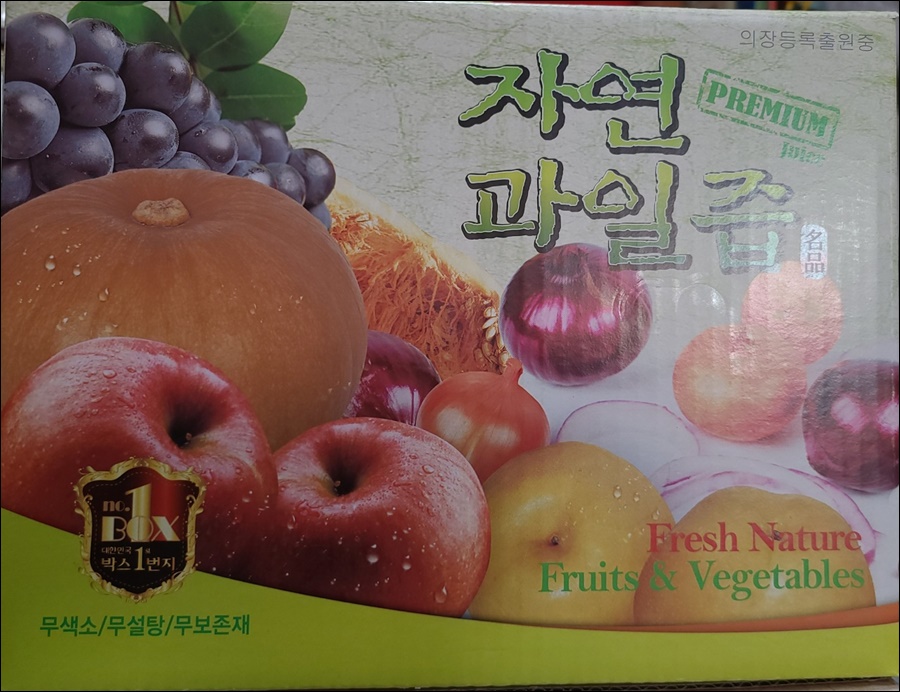 의장등록출원중
자연
PREMIUM
Juice
과일즙
名品
no.1
BOX
대한민국
박스1번지
Fresh Nature
Fruits & Vegetables
무색소/무설탕/무보존재